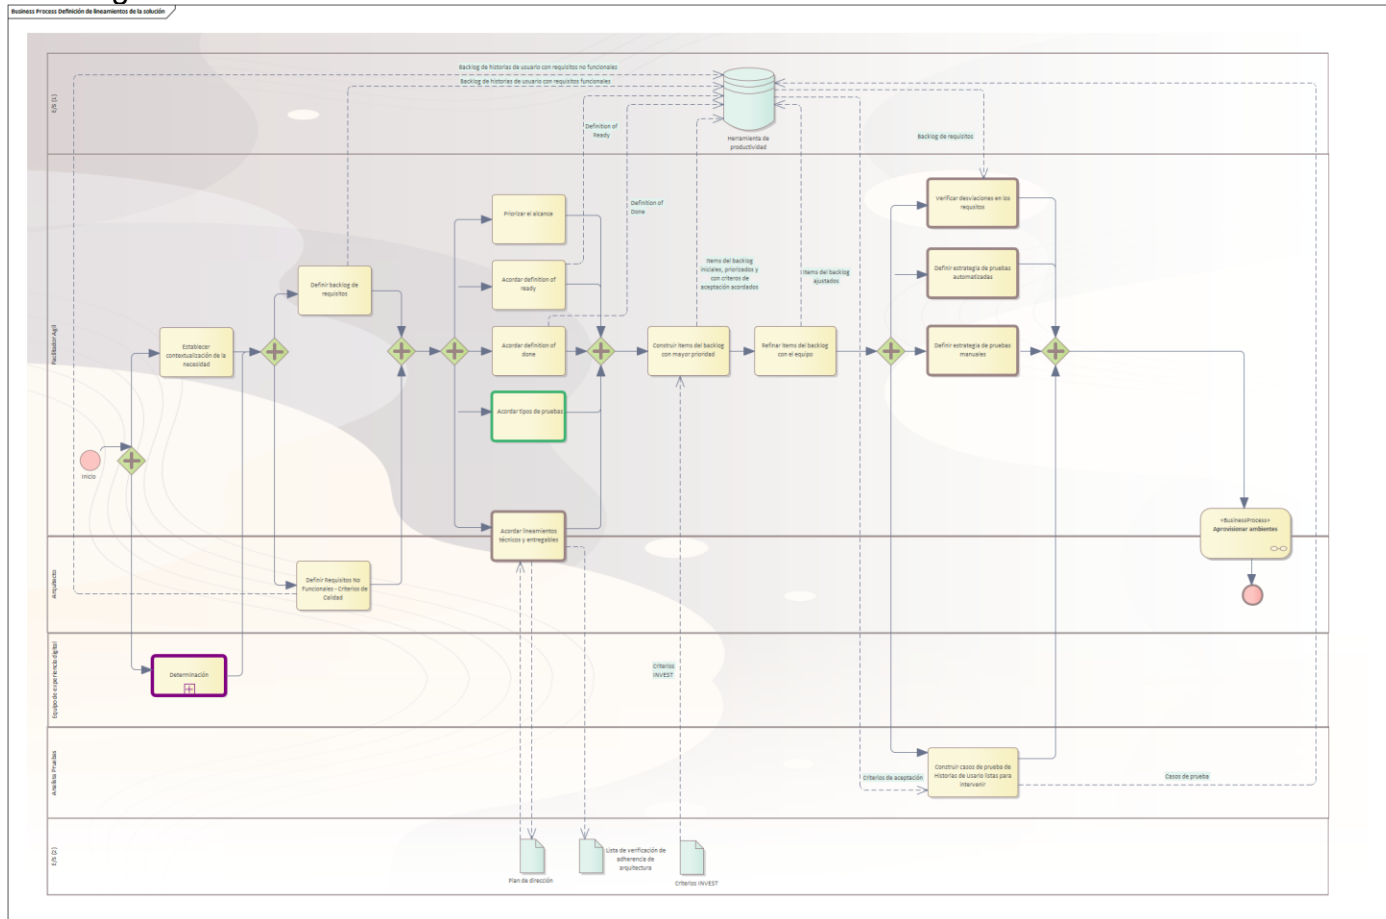 Business Process Definición de lineamientos de la solución
E/S (1)
Backlog de historias de usuario con requisitos no funcionales
Backlog de historias de usuario con requisitos funcionales
Definition of
Ready
Herramienta de
productividad
Backlog de requisitos
Facilitador Agil
Priorizar el alcance
Verificar desviaciones en los
requsitos
Definition of
Done
Acordar definition of
ready
Definir backlog de
requisitos
Items del backlog
iniciales, priorizados y
con criterios de
aceptación acordados
Items del backlog
ajustados
Definir estrategia de pruebas
automatizadas
Establecer
contextualización de la
necesidad
Acordar definition of
done
Construir items del backlog
con mayor prioridad
Refinar items del backlog
con el equipo
Definir estrategia de pruebas
manuales
Acordar tipos de pruebas
Inicio
Acordar lineamientos
técnicos y entregables
«BusinessProcess»
Aprovisionar ambientes
Arquitecto
Definir Requisitos No
Funcionales - Criterios de
Calidad
Equipo de experiencia digital
Determinación
Criterios
INVEST
Analista Pruebas
Construir casos de prueba de
Historias de usario listas para
intervenir
Criterios de aceptación
Casos de prueba
E/S (2)
Plan de dirección
Lista de verificación de
adherencia de
arquitectura
Criterios INVEST